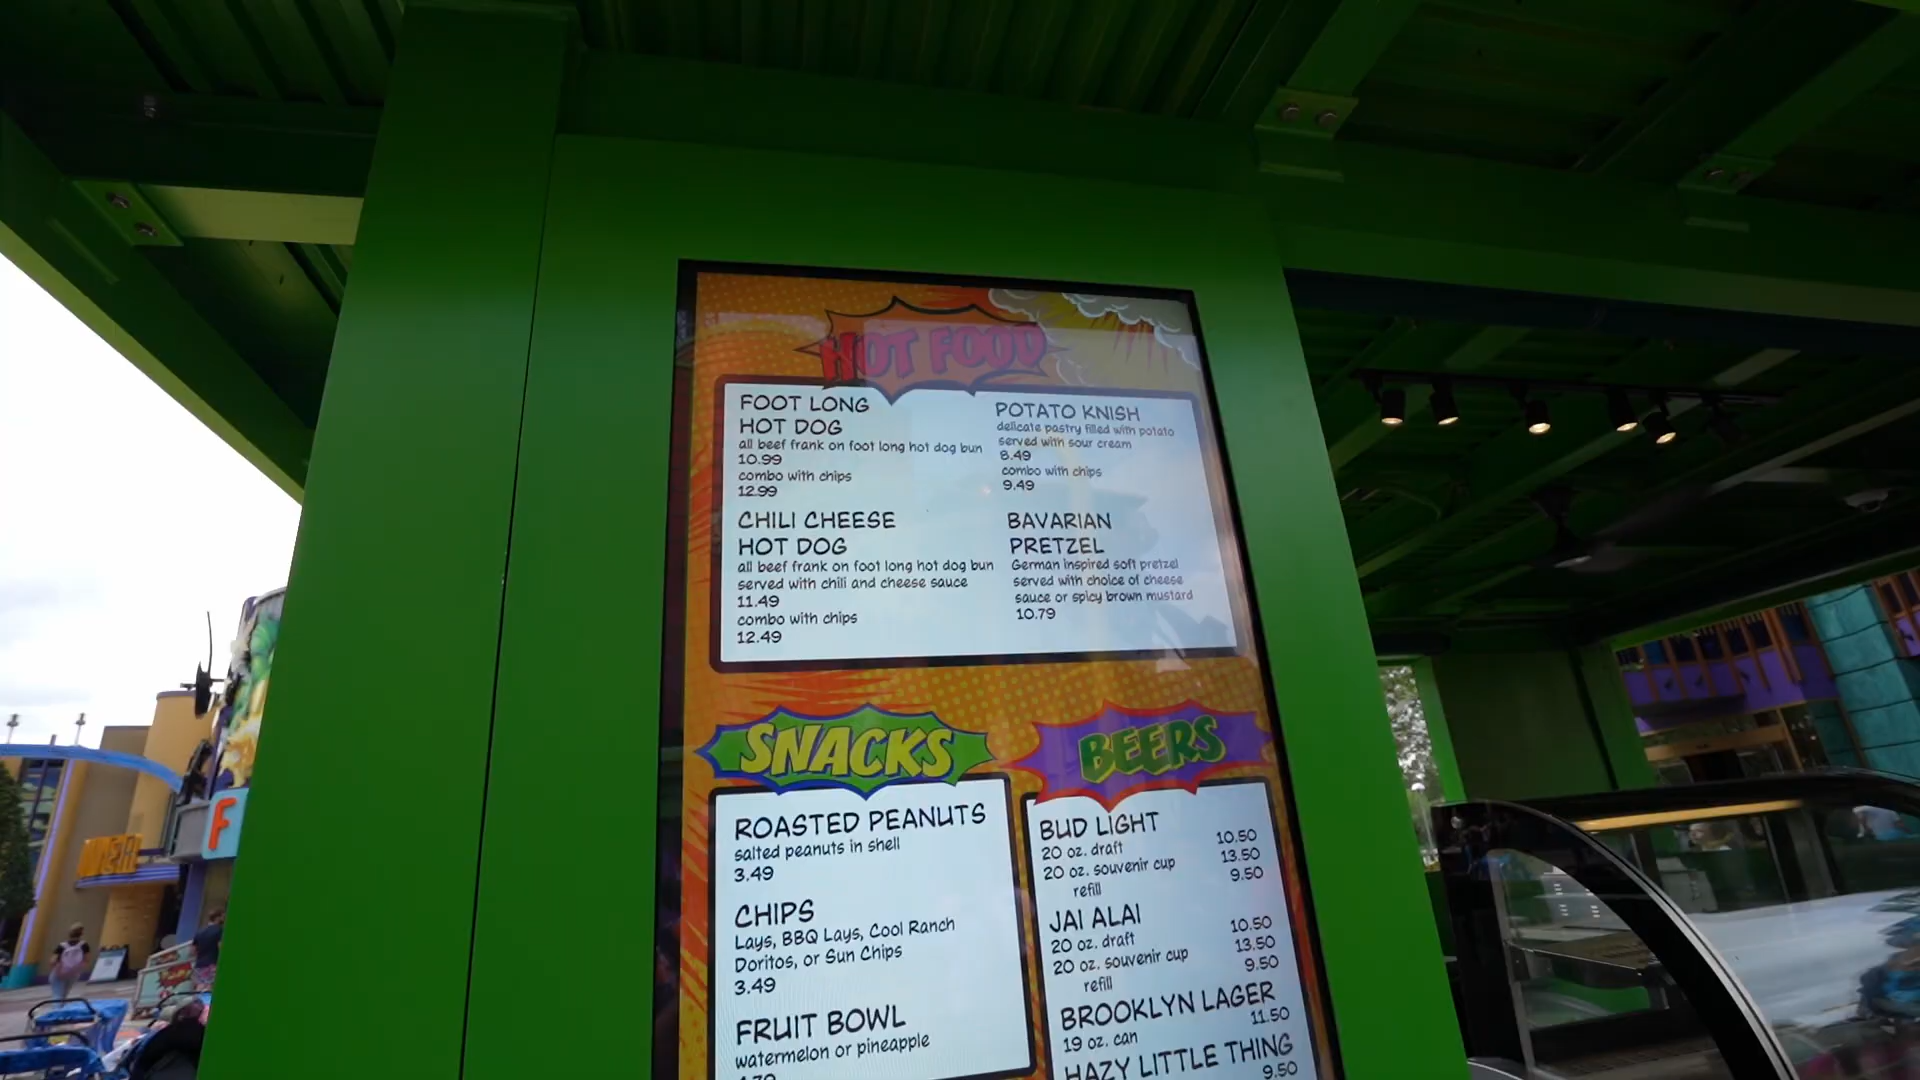 HOT FOOD
FOOT LONG
HOT DOG
all beef frank on foot long hot dog bun
10.99
combo with chips
12.99
CHILI CHEESE
HOT DOG
all beef frank on foot long hot dog bun
served with chili and cheese sauce
11.49
combo with chips
12.49
POTATO KNISH
delicate pastry filled with potato
served with sour cream
8.49
combo with chips
9.49
BAVARIAN
PRETZEL
German inspired soft pretzel
served with choice of cheese
sauce or spicy brown mustard
10.79
SNACKS
ROASTED PEANUTS
salted peanuts in shell
3.49
CHIPS
Lays, BBQ Lays, Cool Ranch
Doritos, or Sun Chips
3.49
FRUIT BOWL
watermelon or pineapple
BEERS
BUD LIGHT
20 oz. draft 10.50
20 oz. souvenir cup 13.50
refill 9.50
JAI ALAI
20 oz. draft 10.50
20 oz. souvenir cup 13.50
refill 9.50
BROOKLYN LAGER
19 oz. can 11.50
HAZY LITTLE THING
9.50
F